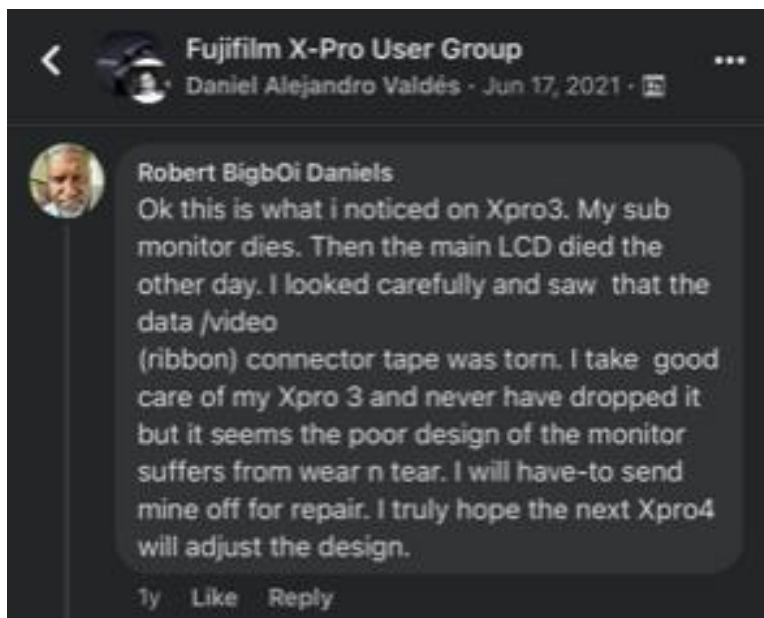 Fujifilm X-Pro User Group
Daniel Alejandro Valdés · Jun 17, 2021 ·
Robert BigbOi Daniels
Ok this is what i noticed on Xpro3. My sub
monitor dies. Then the main LCD died the
other day. I looked carefully and saw  that the
data /video
(ribbon) connector tape was torn. I take  good
care of my Xpro 3 and never have dropped it
but it seems the poor design of the monitor
suffers from wear n tear. I will have-to send
mine off for repair. I truly hope the next Xpro4
will adjust the design.
1y Like Reply